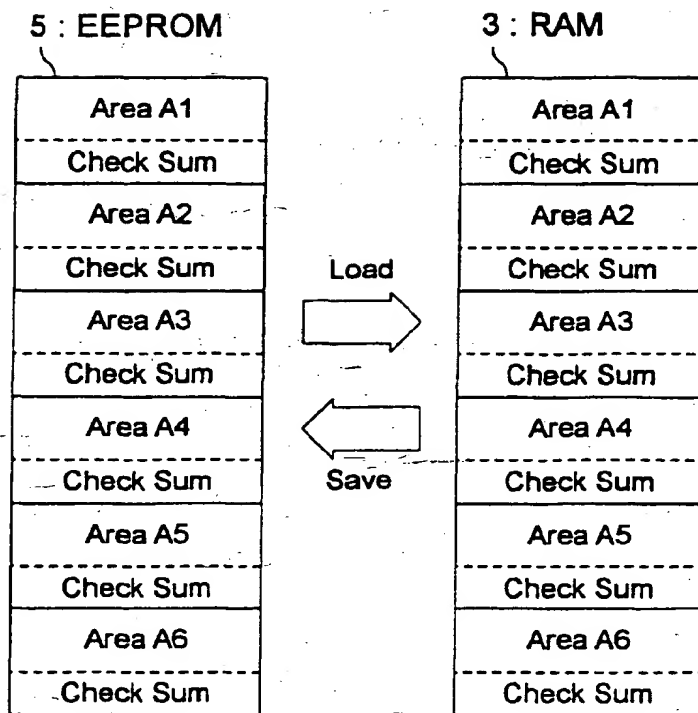 5 : EEPROM
Area A1
Check Sum
Area A2
Check Sum
Area A3
Check Sum
Area A4
Check Sum
Area A5
Check Sum
Area A6
Check Sum
Load
Save
3 : RAM
Area A1
Check Sum
Area A2
Check Sum
Area A3
Check Sum
Area A4
Check Sum
Area A5
Check Sum
Area A6
Check Sum